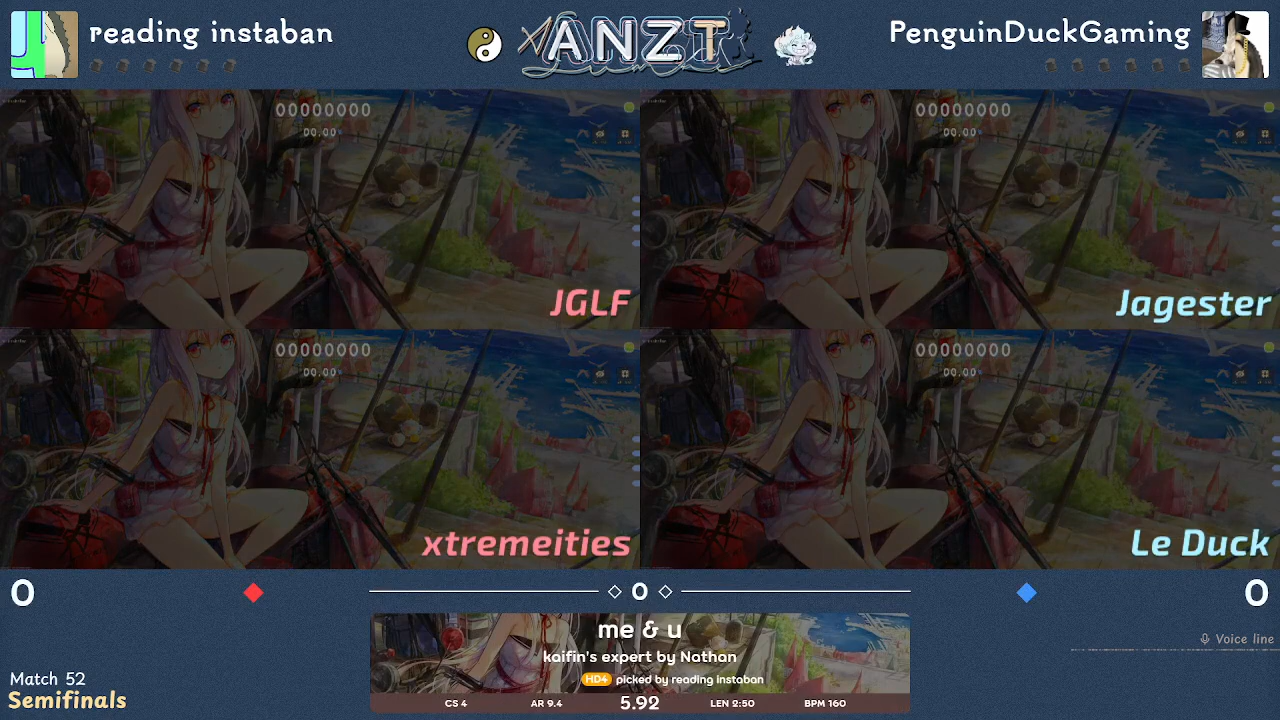 reading instaban
ANZT
PenguinDuckGaming
00000000
00.00
JGLF
00000000
00.00
Jagester
00000000
00.00
xtremeities
00000000
00.00
Le Duck
0
0
0
me & u
kaifin's expert by Nathan
HD4 picked by reading instaban
CS 4 AR 9.4 5.92 LEN 2:50 BPM 160
Voice line
Match 52
Semifinals